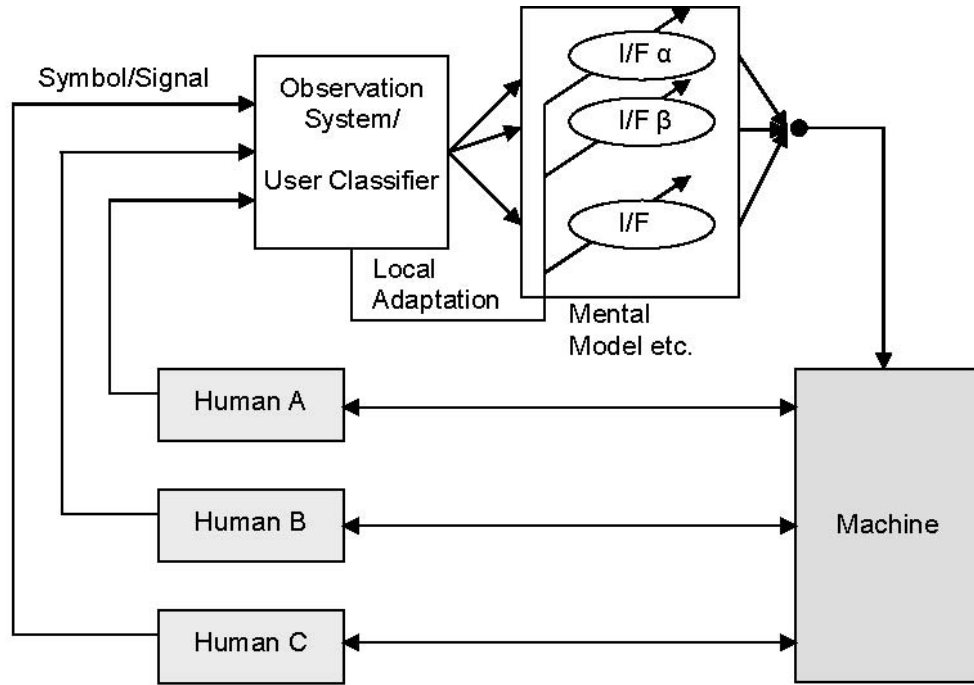 Symbol/Signal
Observation
System/
User Classifier
I/F α
I/F β
I/F
Local
Adaptation
Mental
Model etc.
Human A
Human B
Human C
Machine